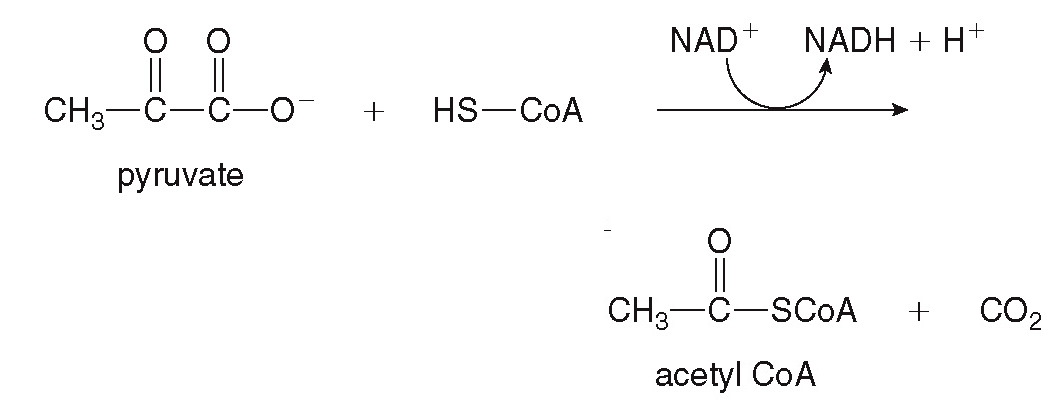 O O NAD⁺ NADH + H⁺
CH₃—C—C—O⁻ + HS—CoA
pyruvate
O
CH₃—C—SCoA + CO₂
acetyl CoA